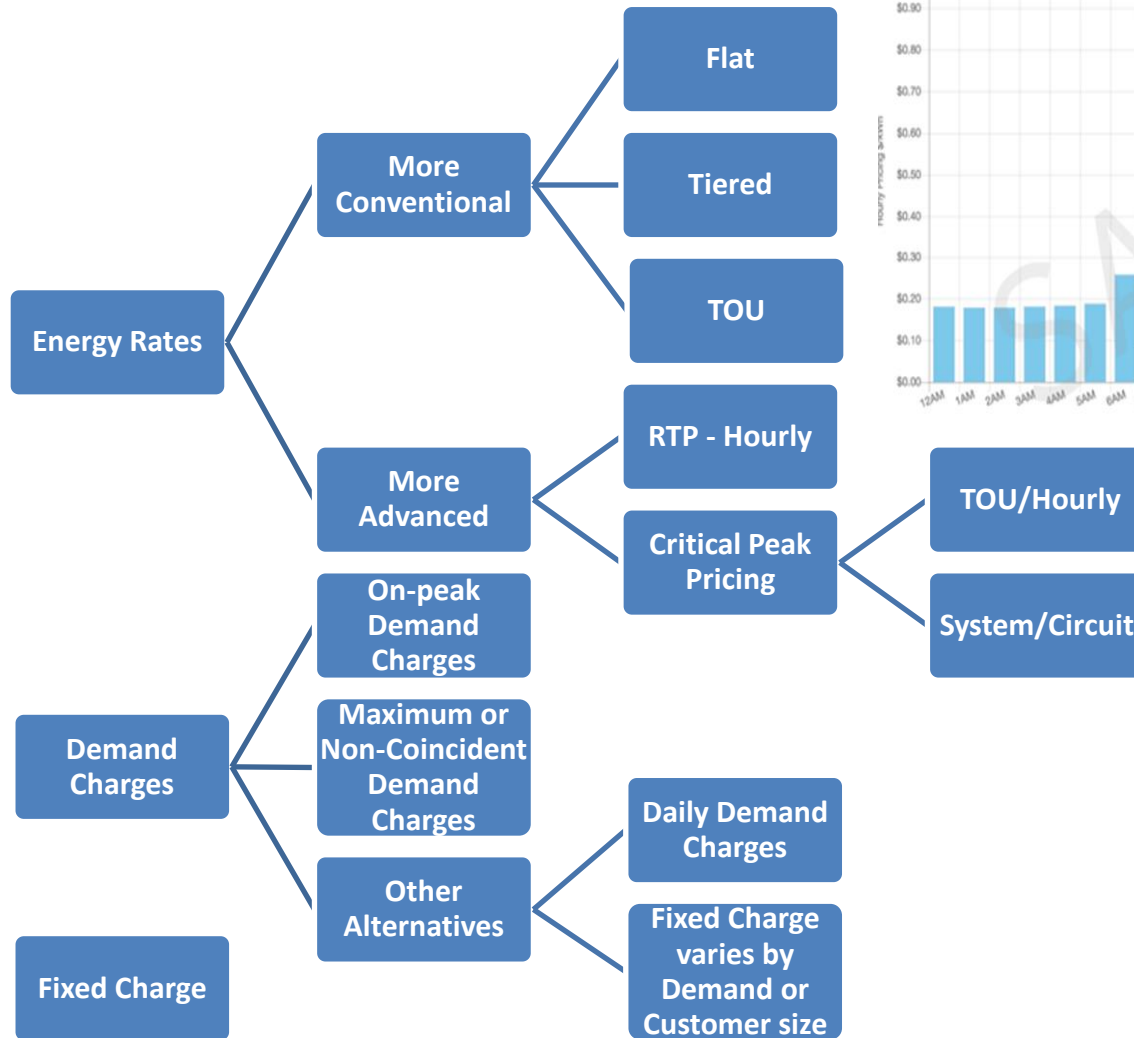 Flat
More
Conventional
Tiered
TOU
Energy Rates
RTP - Hourly
More
Advanced
Critical Peak
Pricing
TOU/Hourly
System/Circuit
On-peak
Demand
Charges
Demand
Charges
Maximum or
Non-Coincident
Demand
Charges
Other
Alternatives
Daily Demand
Charges
Fixed Charge
varies by
Demand or
Customer size
Fixed Charge
$0.90
$0.80
$0.70
$0.60
$0.50
$0.40
$0.30
$0.20
$0.10
$0.00
Hourly Pricing $/kWh
12AM 1AM 2AM 3AM 4AM 5AM 6AM